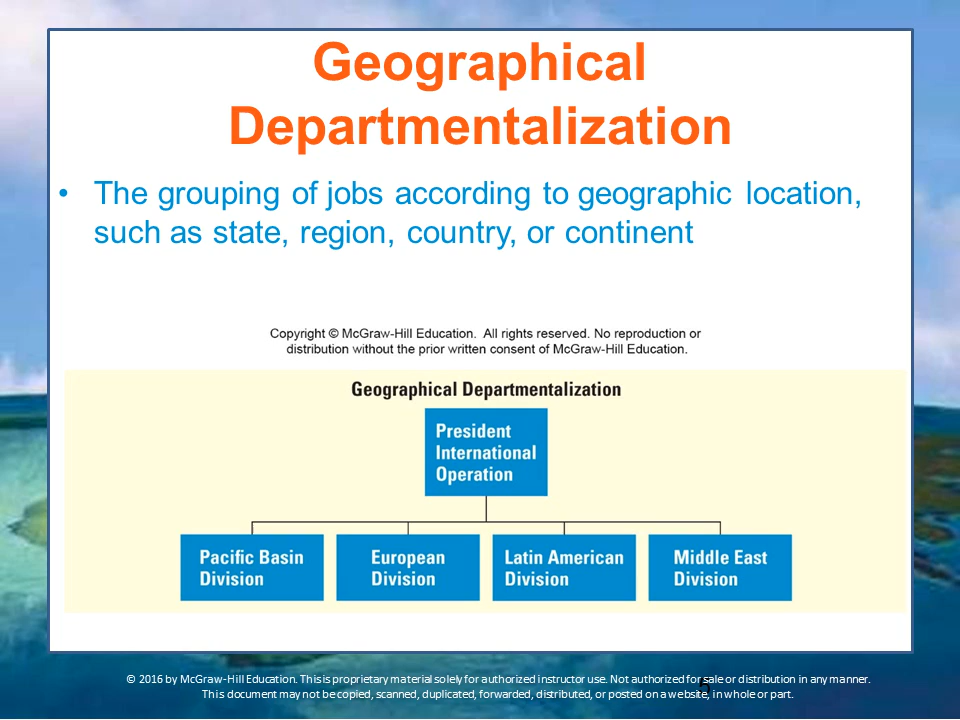 Geographical
Departmentalization
• The grouping of jobs according to geographic location,
such as state, region, country, or continent
Copyright © McGraw-Hill Education. All rights reserved. No reproduction or
distribution without the prior written consent of McGraw-Hill Education.
Geographical Departmentalization
President
International
Operation
Pacific Basin
Division
European
Division
Latin American
Division
Middle East
Division
© 2016 by McGraw-Hill Education. This is proprietary material solely for authorized instructor use. Not authorized for sale or distribution in any manner.
This document may not be copied, scanned, duplicated, forwarded, distributed, or posted on a website, in whole or part.
5